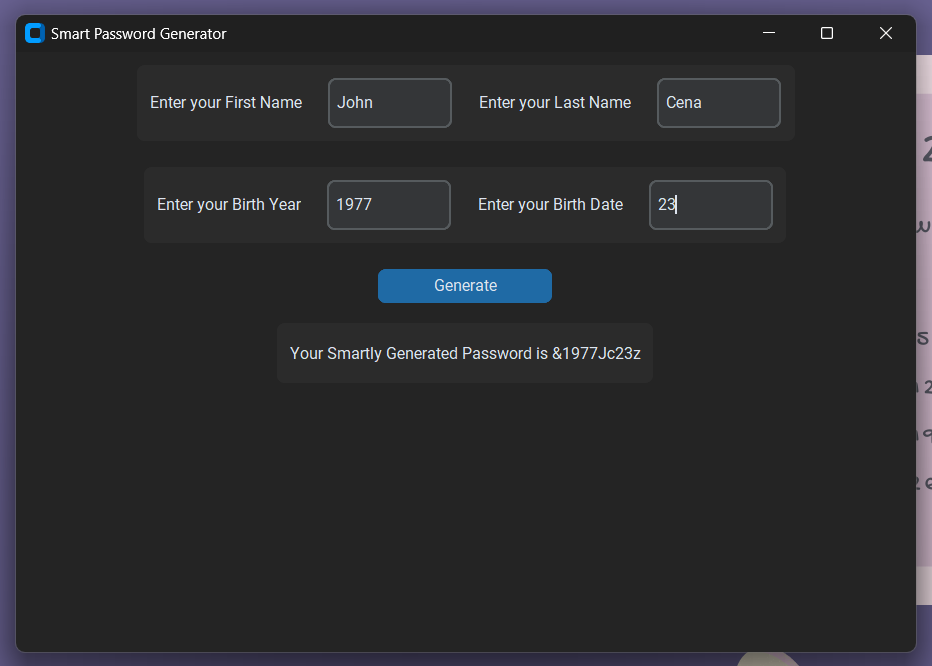 Smart Password Generator
Enter your First Name John Enter your Last Name Cena
Enter your Birth Year 1977 Enter your Birth Date 23
Generate
Your Smartly Generated Password is &1977Jc23z